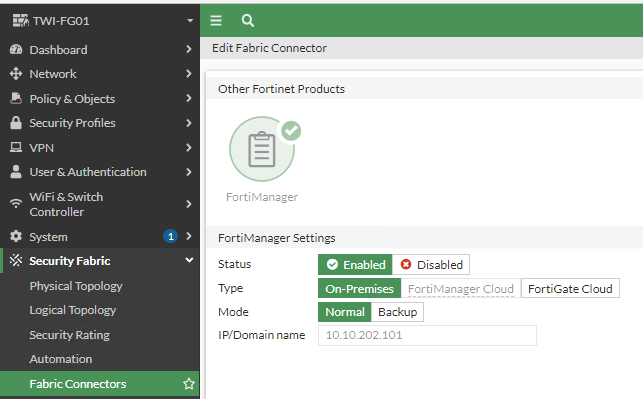 TWI-FG01
Edit Fabric Connector
Dashboard
Network
Policy & Objects
Security Profiles
VPN
User & Authentication
WiFi & Switch
Controller
System 1
Security Fabric
Physical Topology
Logical Topology
Security Rating
Automation
Fabric Connectors
Other Fortinet Products
FortiManager
FortiManager Settings
Status Enabled Disabled
Type On-Premises FortiManager Cloud FortiGate Cloud
Mode Normal Backup
IP/Domain name 10.10.202.101